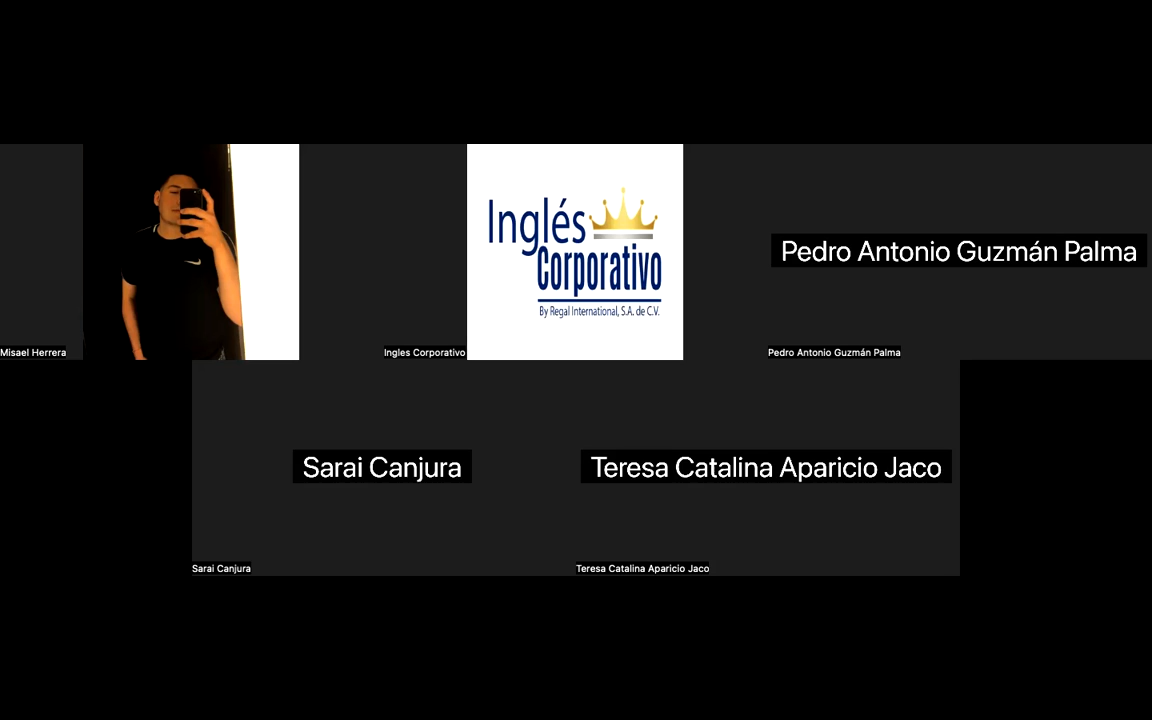 Inglés
Corporativo
By Regal International, S.A. de C.V.
Pedro Antonio Guzmán Palma
Misael Herrera
Ingles Corporativo
Pedro Antonio Guzmán Palma
Sarai Canjura
Teresa Catalina Aparicio Jaco
Sarai Canjura
Teresa Catalina Aparicio Jaco